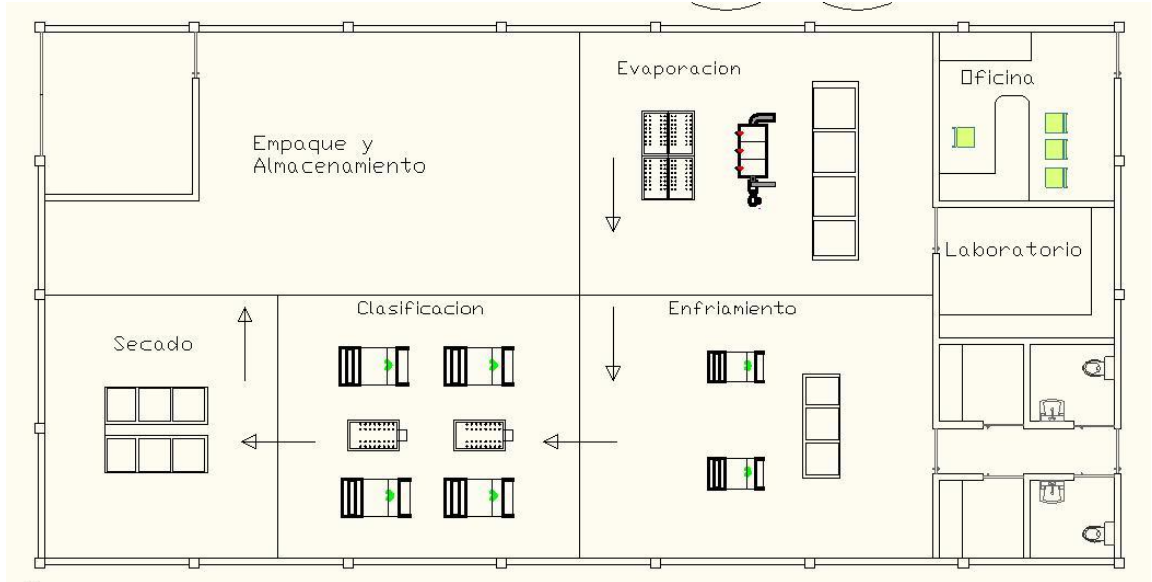 Evaporacion
Oficina
Empaque y
Almacenamiento
Laboratorio
Clasificacion
Enfriamiento
Secado